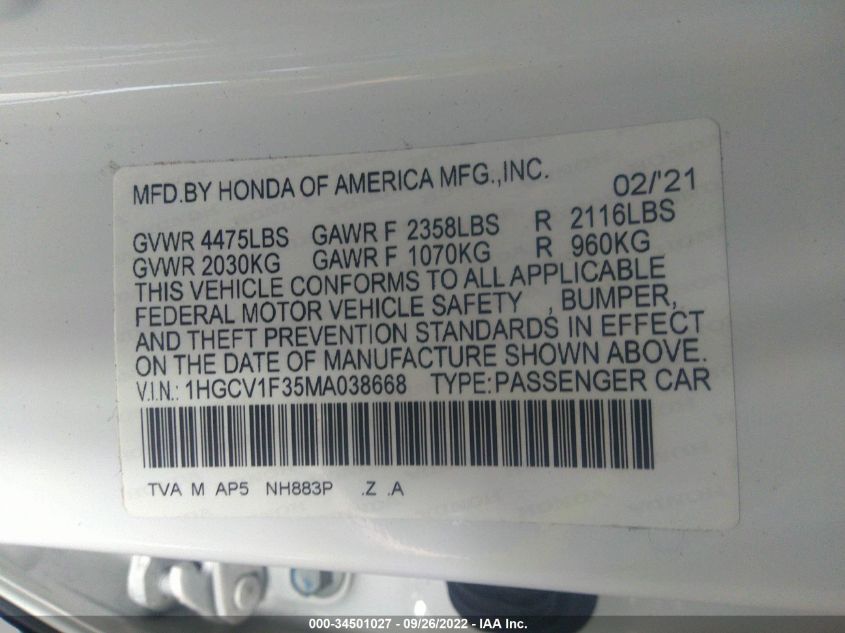 MFD.BY HONDA OF AMERICA MFG.,INC. 02/'21
GVWR 4475LBS GAWR F 2358LBS R 2116LBS
GVWR 2030KG GAWR F 1070KG R 960KG
THIS VEHICLE CONFORMS TO ALL APPLICABLE
FEDERAL MOTOR VEHICLE SAFETY , BUMPER,
AND THEFT PREVENTION STANDARDS IN EFFECT
ON THE DATE OF MANUFACTURE SHOWN ABOVE.
V.I.N.: 1HGCV1F35MA038668 TYPE:PASSENGER CAR
TVA M AP5 NH883P .Z .A
000-34501027 - 09/26/2022 - IAA Inc.